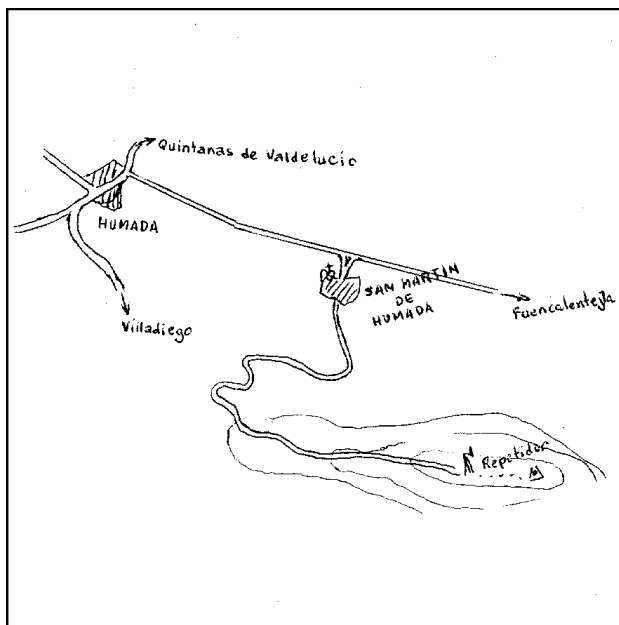 Quintanas de Valdelucio
HUMADA
SAN MARTIN
DE
HUMADA
Fuencalenteja
Villadiego
Repetidor